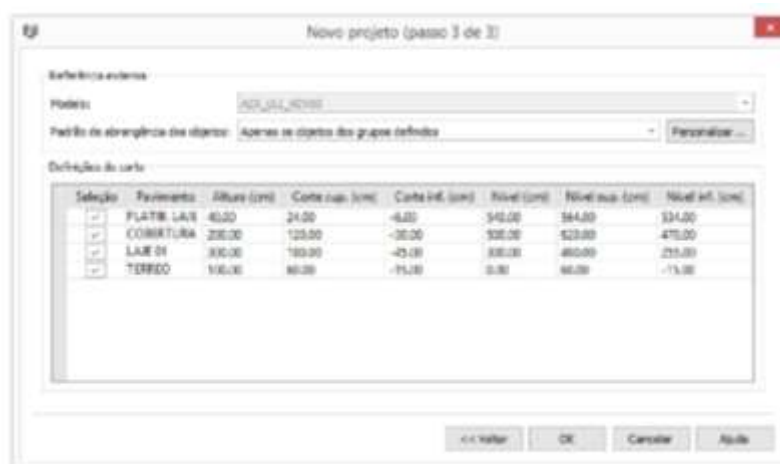 Novo projeto (passo 3 de 3)
Referência externa
Modelo:
Padrão de abrangência dos objetos: Apenas os objetos dos grupos definidos Personalizar ...
Definições do corte
Seleção Pavimento Altura (cm) Corte sup. (cm) Corte inf. (cm) Nível (cm) Nível sup. (cm) Nível inf. (cm)
PLATIB. LAJE 40,00 24,00 -6,00 540,00 564,00 534,00
COBERTURA 200,00 120,00 -30,00 500,00 620,00 470,00
LAJE 01 300,00 180,00 -45,00 300,00 480,00 255,00
TERREO 100,00 60,00 -15,00 0,00 60,00 -15,00
<< Voltar OK Cancelar Ajuda